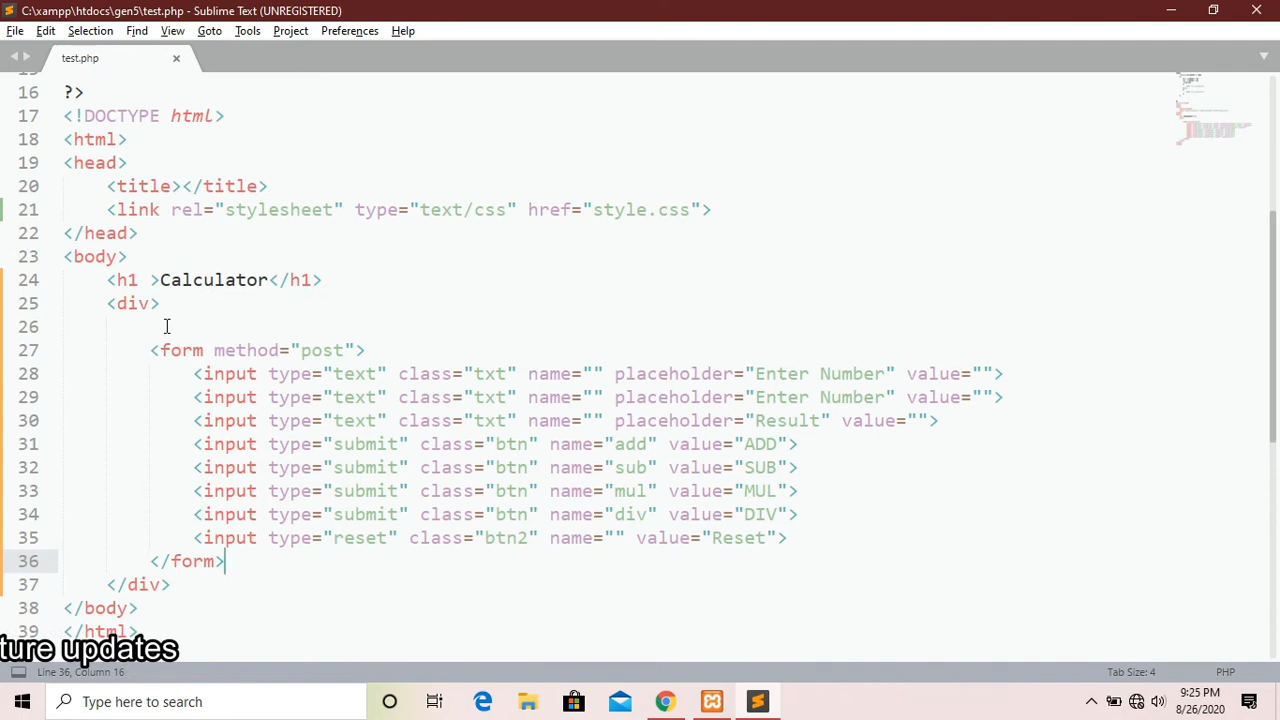 C:\xampp\htdocs\gen5\test.php - Sublime Text (UNREGISTERED)
File Edit Selection Find View Goto Tools Project Preferences Help
test.php
16 ?>
17 <!DOCTYPE html>
18 <html>
19 <head>
20 <title></title>
21 <link rel="stylesheet" type="text/css" href="style.css">
22 </head>
23 <body>
24 <h1 >Calculator</h1>
25 <div>
26
27 <form method="post">
28 <input type="text" class="txt" name="" placeholder="Enter Number" value="">
29 <input type="text" class="txt" name="" placeholder="Enter Number" value="">
30 <input type="text" class="txt" name="" placeholder="Result" value="">
31 <input type="submit" class="btn" name="add" value="ADD">
32 <input type="submit" class="btn" name="sub" value="SUB">
33 <input type="submit" class="btn" name="mul" value="MUL">
34 <input type="submit" class="btn" name="div" value="DIV">
35 <input type="reset" class="btn2" name="" value="Reset">
36 </form>
37 </div>
38 </body>
39 </html>
ture updates
Line 36, Column 16 Tab Size: 4 PHP
Type here to search
9:25 PM
8/26/2020